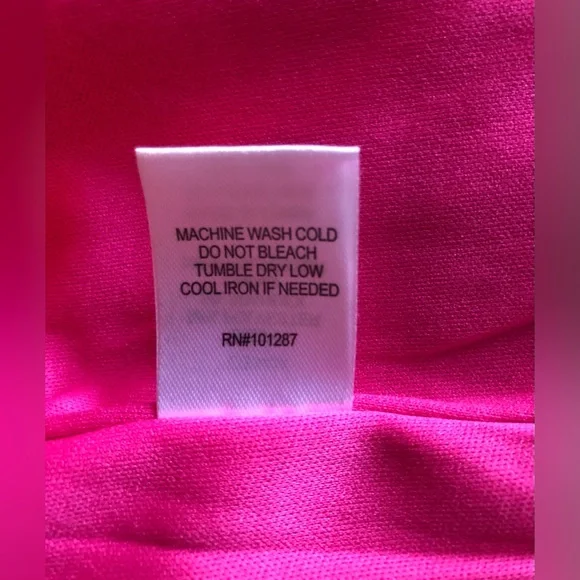 MACHINE WASH COLD
DO NOT BLEACH
TUMBLE DRY LOW
COOL IRON IF NEEDED
RN#101287